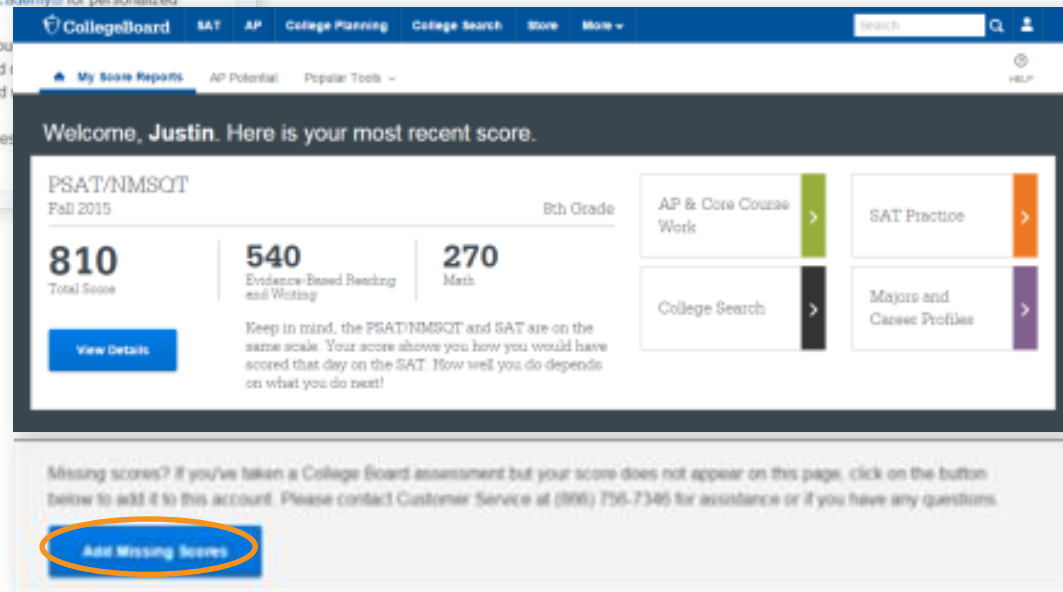 cademy® for personalized
CollegeBoard SAT AP College Planning College Search Store More
Search
My Score Reports AP Potential Popular Tools
HELP
Welcome, Justin. Here is your most recent score.
PSAT/NMSQT
Fall 2015
8th Grade
810
Total Score
540
Evidence-Based Reading
and Writing
270
Math
Keep in mind, the PSAT/NMSQT and SAT are on the
same scale. Your score shows you how you would have
scored that day on the SAT. How well you do depends
on what you do next!
View Details
AP & Core Course
Work
SAT Practice
College Search
Majors and
Career Profiles
Missing scores? If you've taken a College Board assessment but your score does not appear on this page, click on the button
below to add it to this account. Please contact Customer Service at (866) 756-7346 for assistance or if you have any questions.
Add Missing Scores